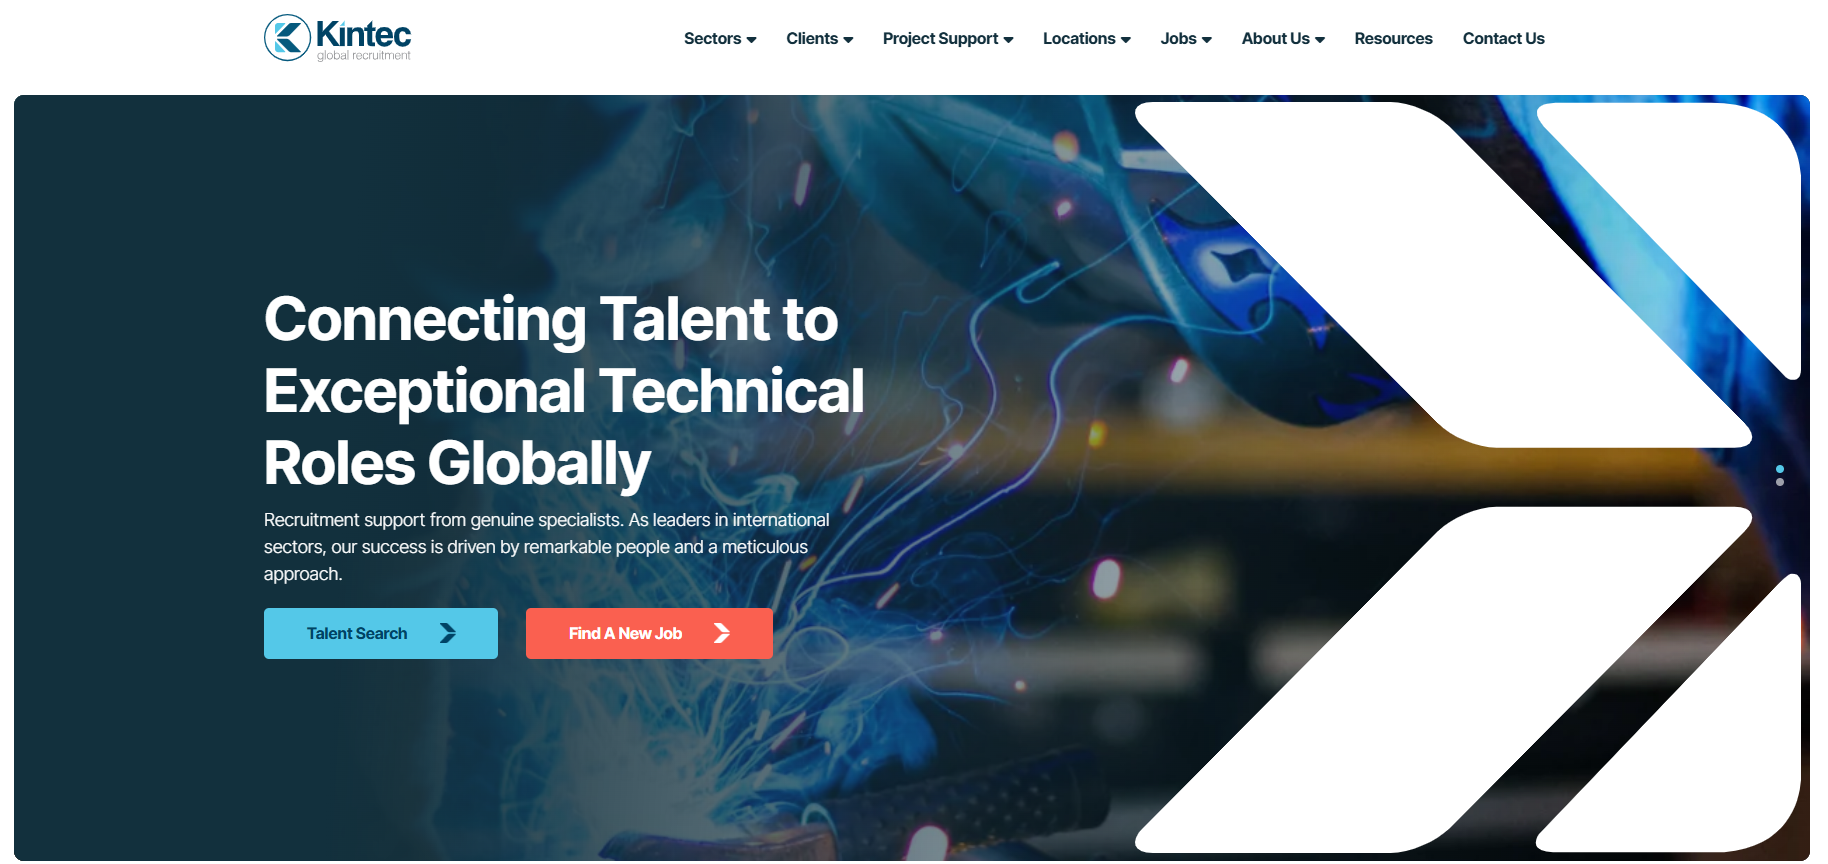 Kintec
global recruitment
Sectors
Clients
Project Support
Locations
Jobs
About Us
Resources
Contact Us
Connecting Talent to
Exceptional Technical
Roles Globally
Recruitment support from genuine specialists. As leaders in international
sectors, our success is driven by remarkable people and a meticulous
approach.
Talent Search
Find A New Job